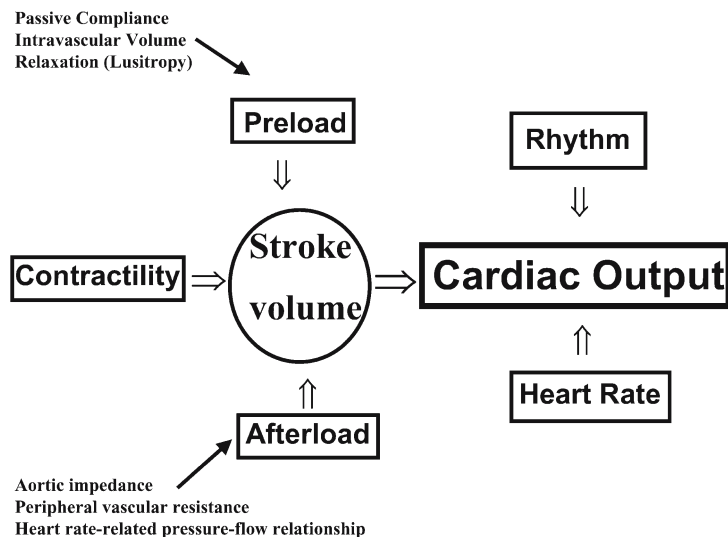 Passive Compliance
Intravascular Volume
Relaxation (Lusitropy)
Preload
Rhythm
Contractility
Stroke
volume
Cardiac Output
Heart Rate
Afterload
Aortic impedance
Peripheral vascular resistance
Heart rate-related pressure-flow relationship